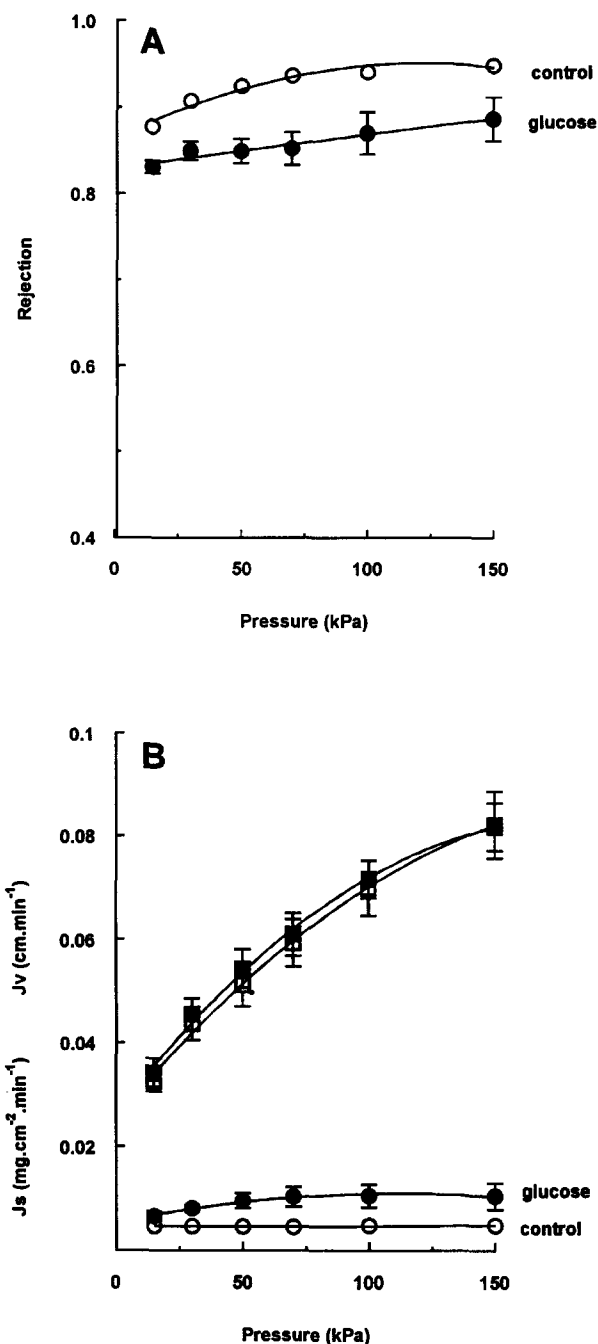 A
1.0
0.8
0.6
0.4
Rejection
control
glucose
0
50
100
150
Pressure (kPa)
B
0.1
0.08
0.06
0.04
0.02
Jv (cm.min⁻¹)
Js (mg.cm⁻².min⁻¹)
glucose
control
0
50
100
150
Pressure (kPa)